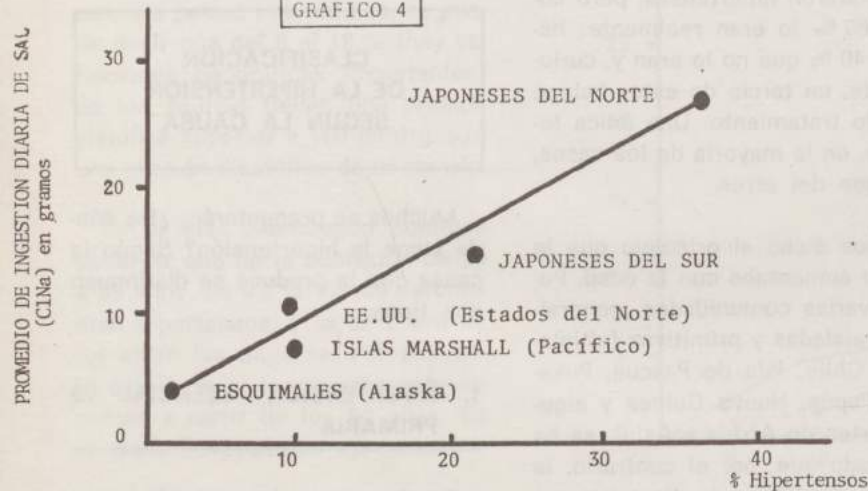 GRAFICO 4
PROMEDIO DE INGESTION DIARIA DE SAL
(ClNa) en gramos
30
20
10
0
JAPONESES DEL NORTE
JAPONESES DEL SUR
EE.UU. (Estados del Norte)
ISLAS MARSHALL (Pacífico)
ESQUIMALES (Alaska)
10
20
30
40
% Hipertensos